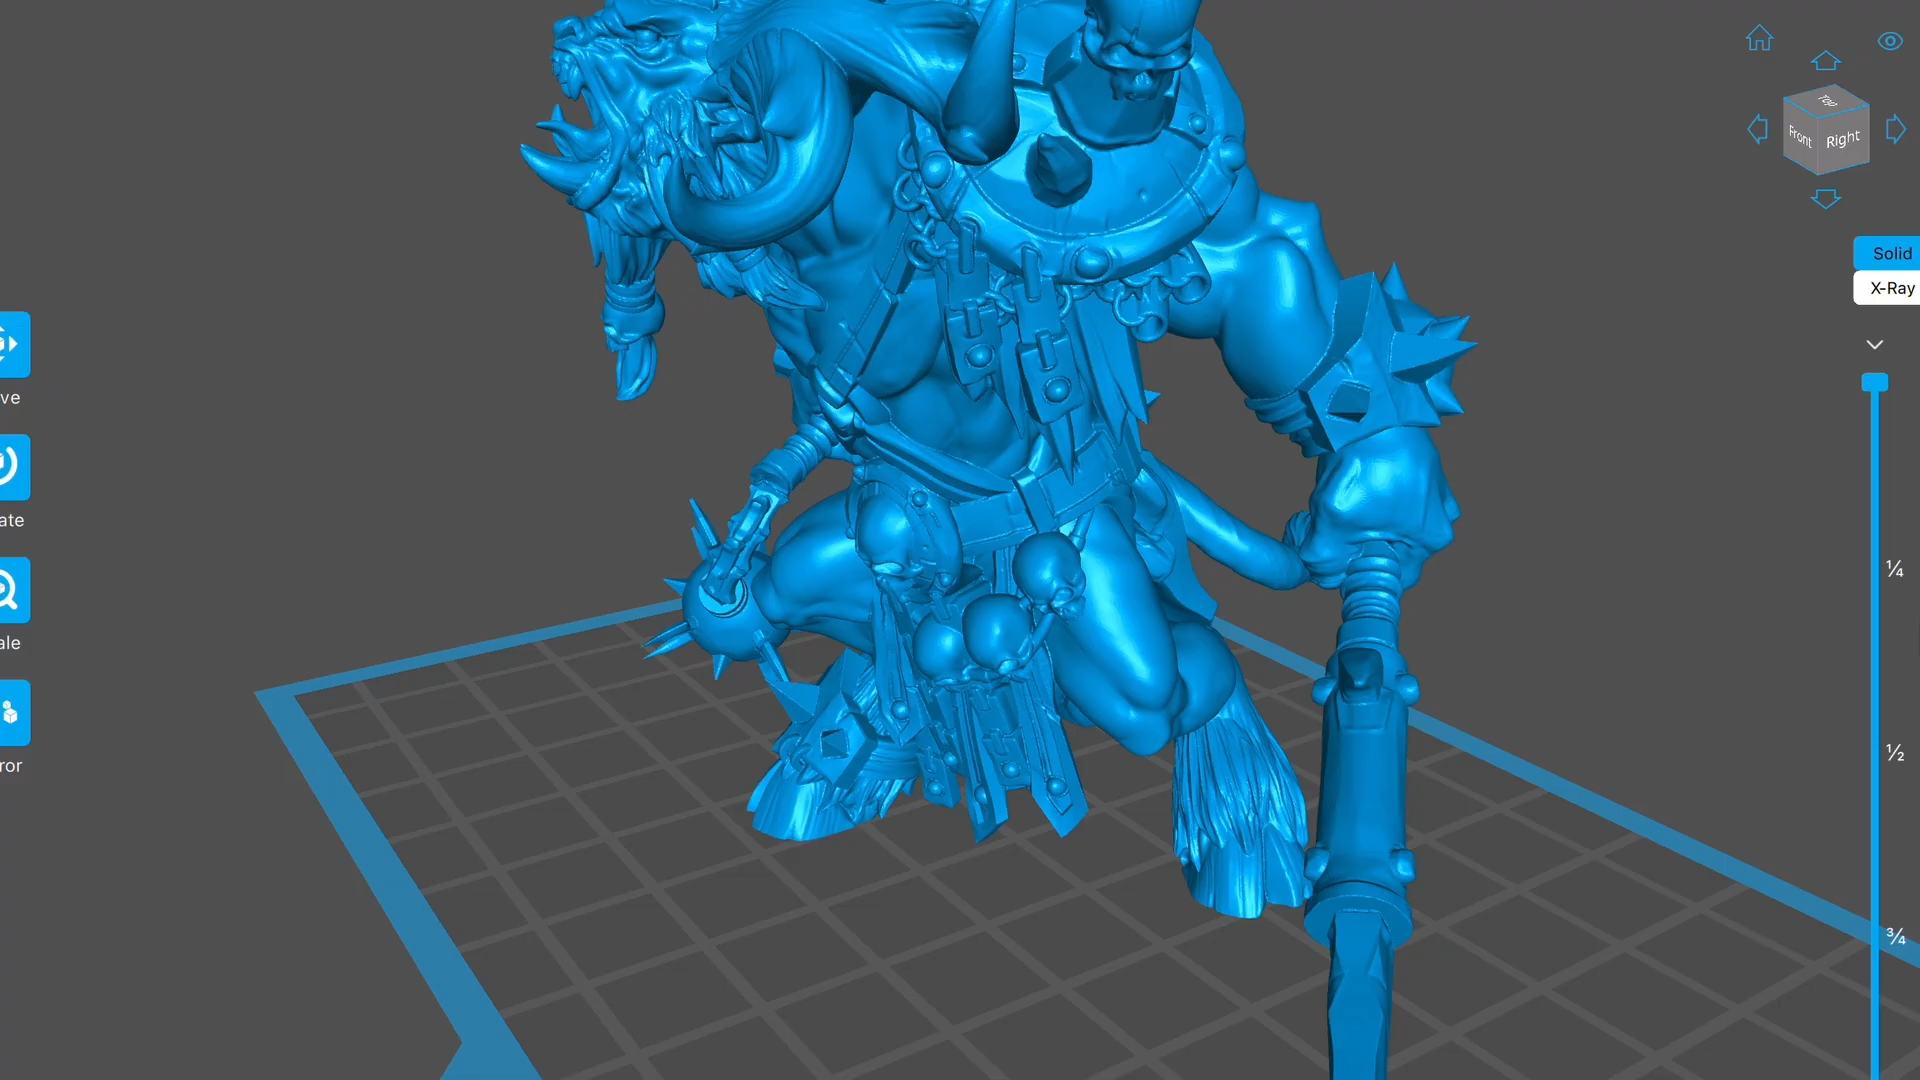 Top
Front
Right
Solid
X-Ray
ve
ate
ale
ror
¼
½
¾